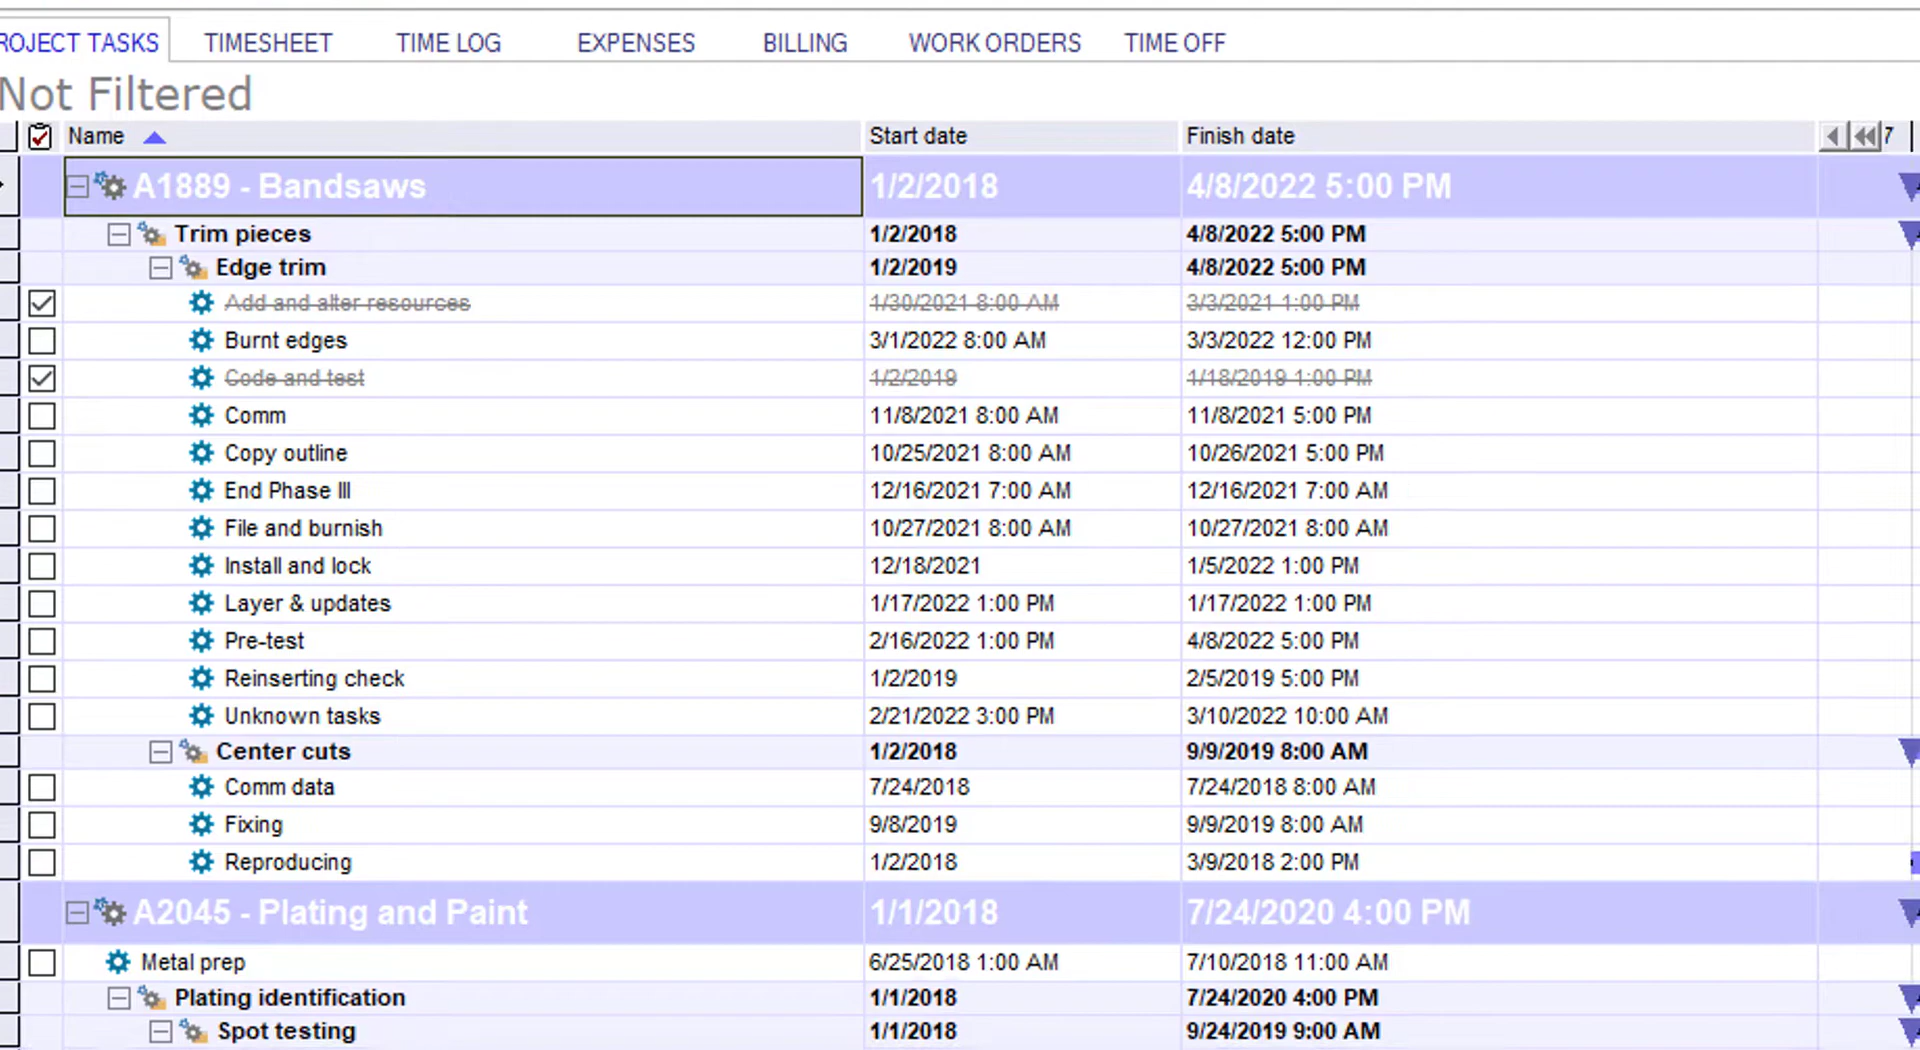 ROJECT TASKS TIMESHEET TIME LOG EXPENSES BILLING WORK ORDERS TIME OFF
Not Filtered
Name Start date Finish date 7
A1889 - Bandsaws 1/2/2018 4/8/2022 5:00 PM
Trim pieces 1/2/2018 4/8/2022 5:00 PM
Edge trim 1/2/2019 4/8/2022 5:00 PM
Add and alter resources 1/30/2021 8:00 AM 3/3/2021 1:00 PM
Burnt edges 3/1/2022 8:00 AM 3/3/2022 12:00 PM
Code and test 1/2/2019 1/18/2019 1:00 PM
Comm 11/8/2021 8:00 AM 11/8/2021 5:00 PM
Copy outline 10/25/2021 8:00 AM 10/26/2021 5:00 PM
End Phase III 12/16/2021 7:00 AM 12/16/2021 7:00 AM
File and burnish 10/27/2021 8:00 AM 10/27/2021 8:00 AM
Install and lock 12/18/2021 1/5/2022 1:00 PM
Layer & updates 1/17/2022 1:00 PM 1/17/2022 1:00 PM
Pre-test 2/16/2022 1:00 PM 4/8/2022 5:00 PM
Reinserting check 1/2/2019 2/5/2019 5:00 PM
Unknown tasks 2/21/2022 3:00 PM 3/10/2022 10:00 AM
Center cuts 1/2/2018 9/9/2019 8:00 AM
Comm data 7/24/2018 7/24/2018 8:00 AM
Fixing 9/8/2019 9/9/2019 8:00 AM
Reproducing 1/2/2018 3/9/2018 2:00 PM
A2045 - Plating and Paint 1/1/2018 7/24/2020 4:00 PM
Metal prep 6/25/2018 1:00 AM 7/10/2018 11:00 AM
Plating identification 1/1/2018 7/24/2020 4:00 PM
Spot testing 1/1/2018 9/24/2019 9:00 AM